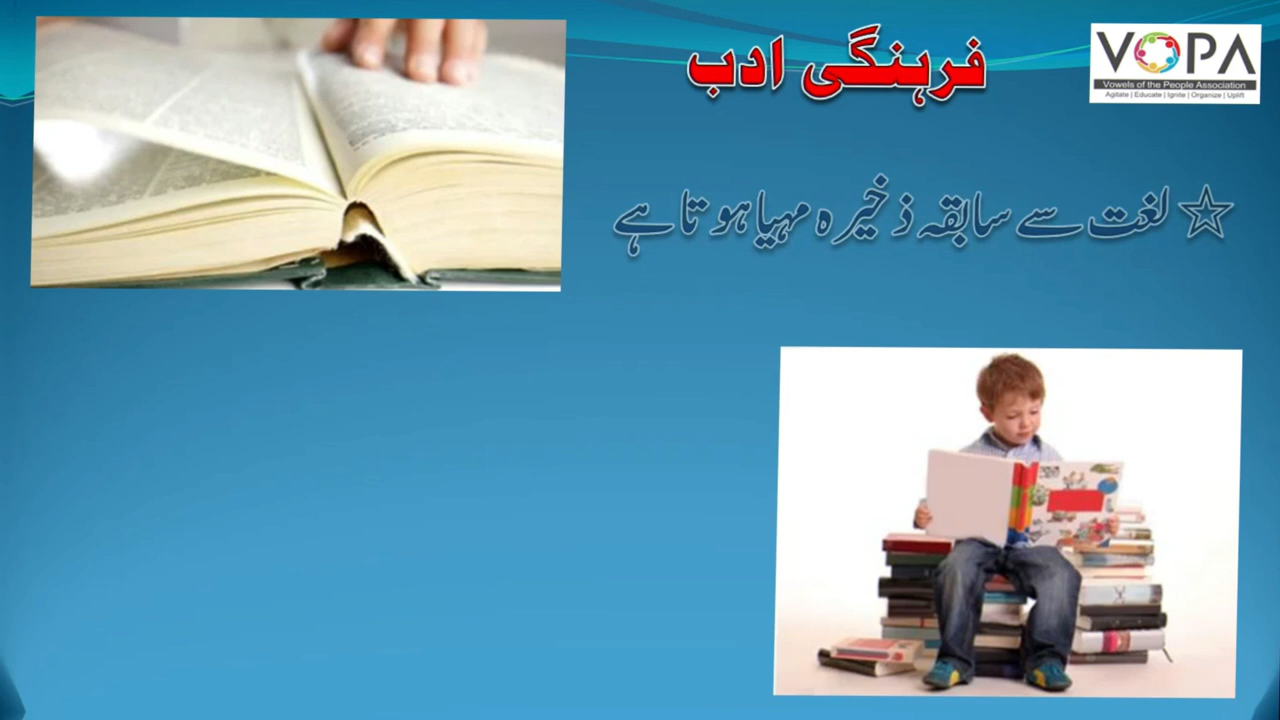 فرہنگی ادب
VOPA
Vowels of the People Association
Agitate | Educate | Ignite | Organize | Uplift
☆ لغت سے سابقہ ذخیرہ مہیا ہوتا ہے